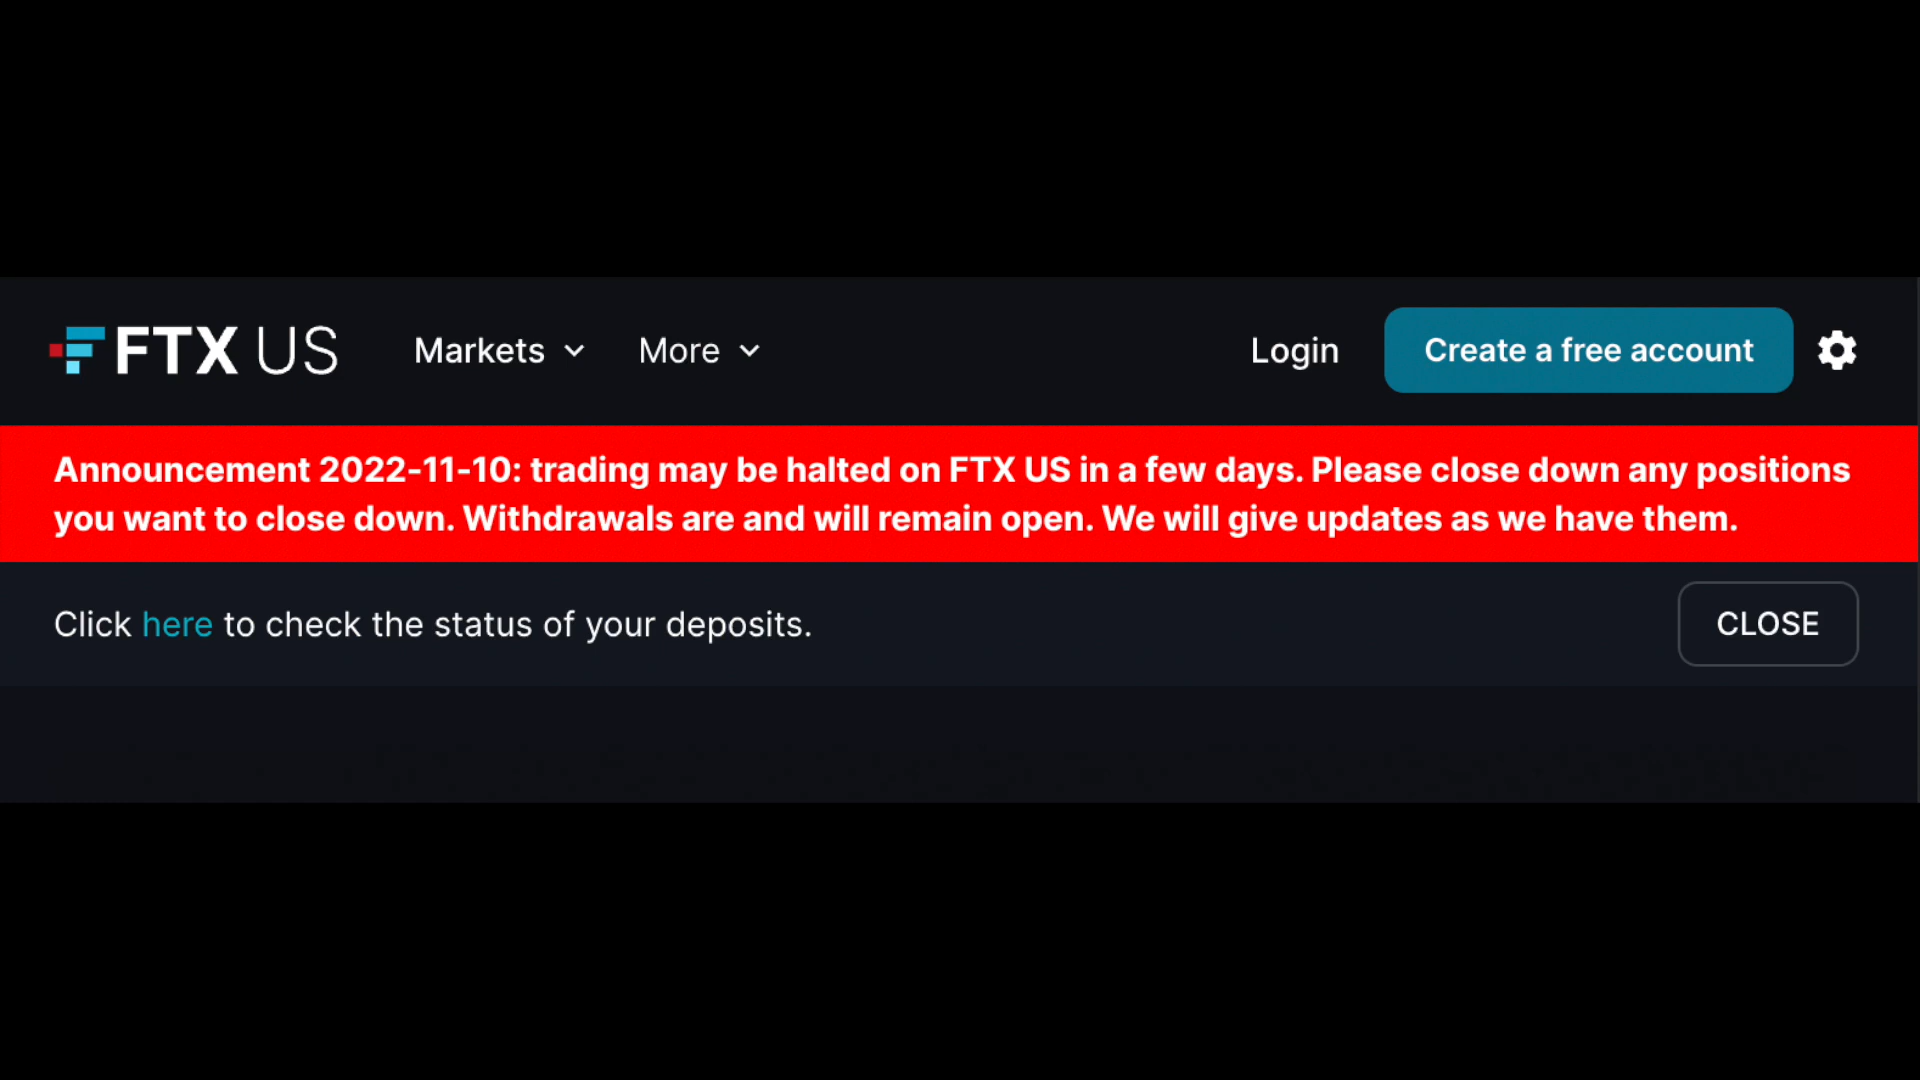 FTX US Markets More Login Create a free account
Announcement 2022-11-10: trading may be halted on FTX US in a few days. Please close down any positions
you want to close down. Withdrawals are and will remain open. We will give updates as we have them.
Click here to check the status of your deposits. CLOSE